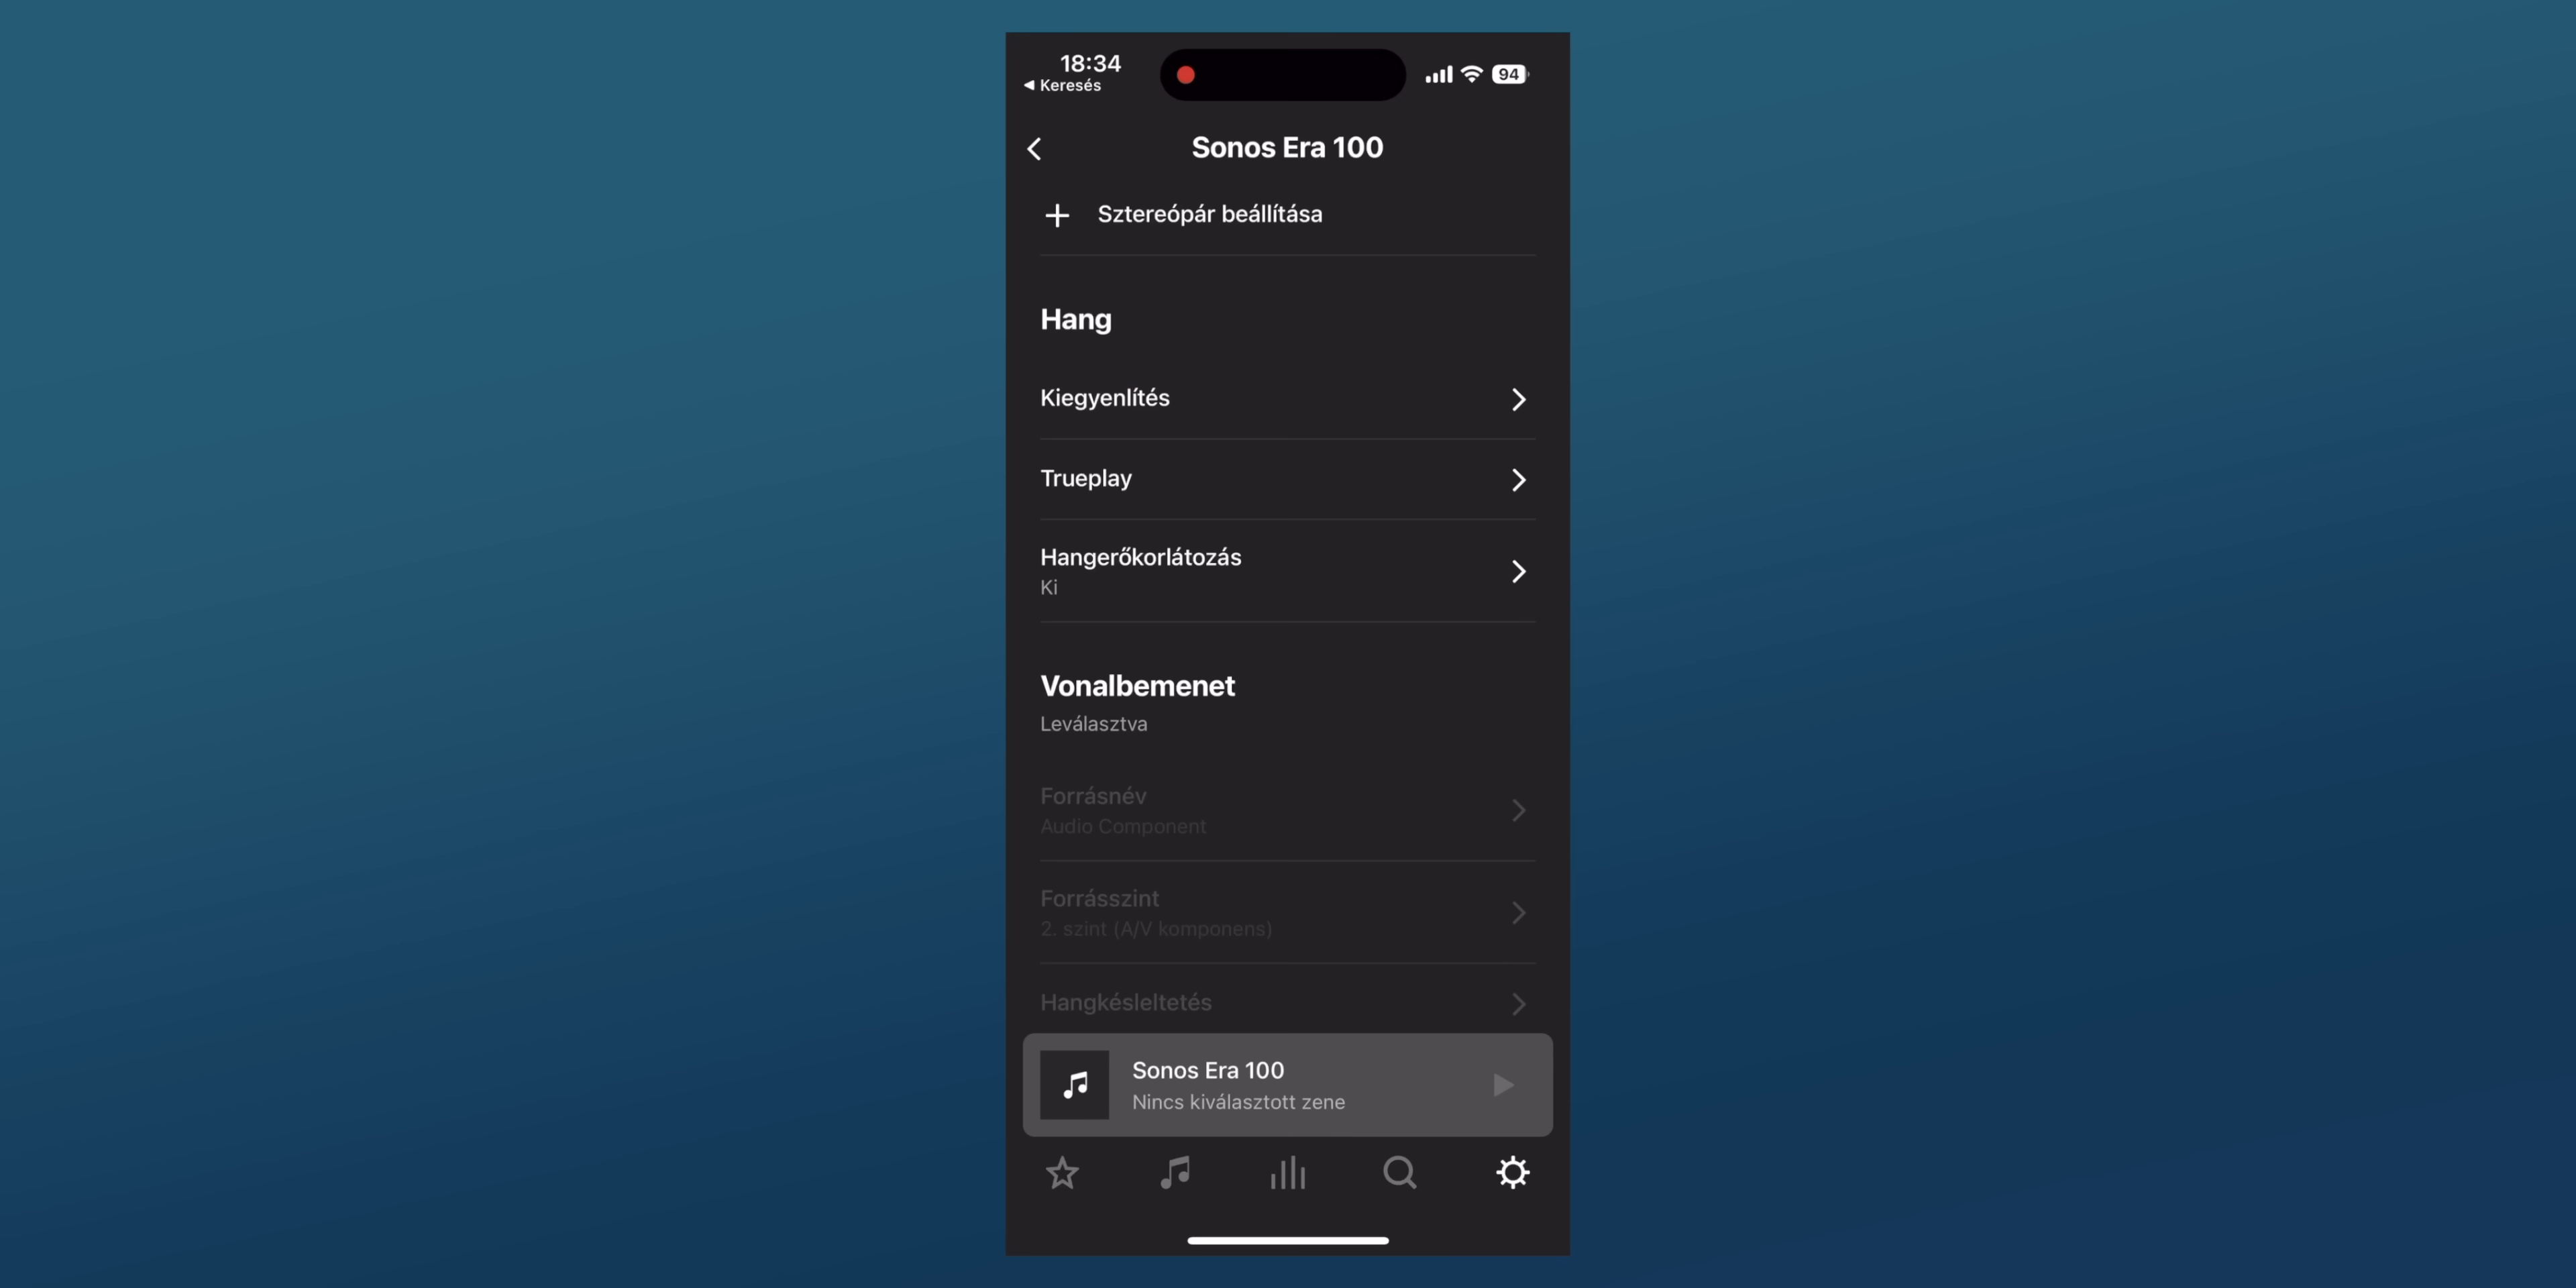 18:34
◀ Keresés
94
Sonos Era 100
Sztereópár beállítása
Hang
Kiegyenlítés
Trueplay
Hangerőkorlátozás
Ki
Vonalbemenet
Leválasztva
Forrásnév
Audio Component
Forrásszint
2. szint (A/V komponens)
Hangkésleltetés
Sonos Era 100
Nincs kiválasztott zene